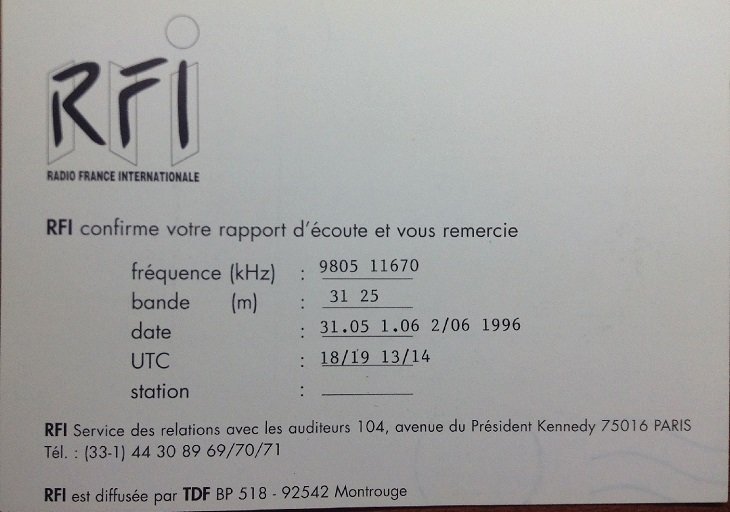 RFI
RADIO FRANCE INTERNATIONALE
RFI confirme votre rapport d'écoute et vous remercie
fréquence (kHz) : 9805 11670
bande (m) : 31 25
date : 31.05 1.06 2/06 1996
UTC : 18/19 13/14
station :
RFI Service des relations avec les auditeurs 104, avenue du Président Kennedy 75016 PARIS
Tél. : (33-1) 44 30 89 69/70/71
RFI est diffusée par TDF BP 518 - 92542 Montrouge